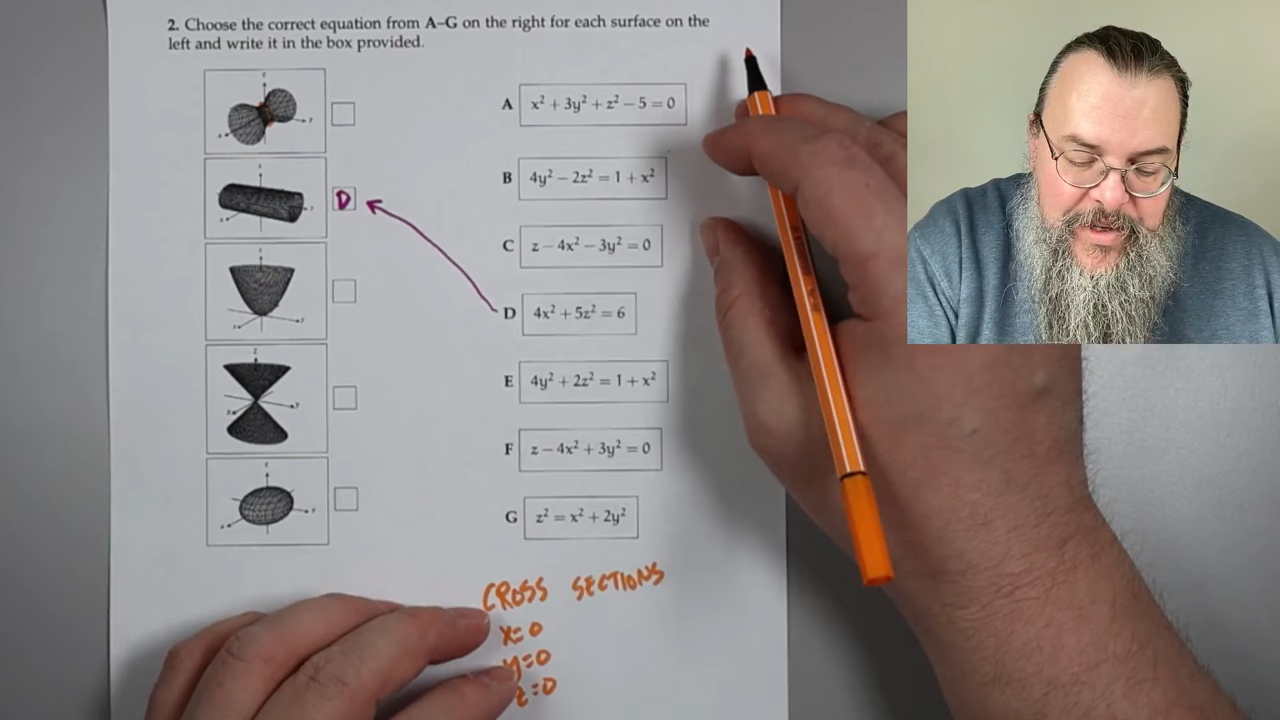 2. Choose the correct equation from A–G on the right for each surface on the
left and write it in the box provided.
A x² + 3y² + z² − 5 = 0
B 4y² − 2z² = 1 + x²
D
C z − 4x² − 3y² = 0
D 4x² + 5z² = 6
E 4y² + 2z² = 1 + x²
F z − 4x² + 3y² = 0
G z² = x² + 2y²
CROSS SECTIONS
x=0
y=0
z=0